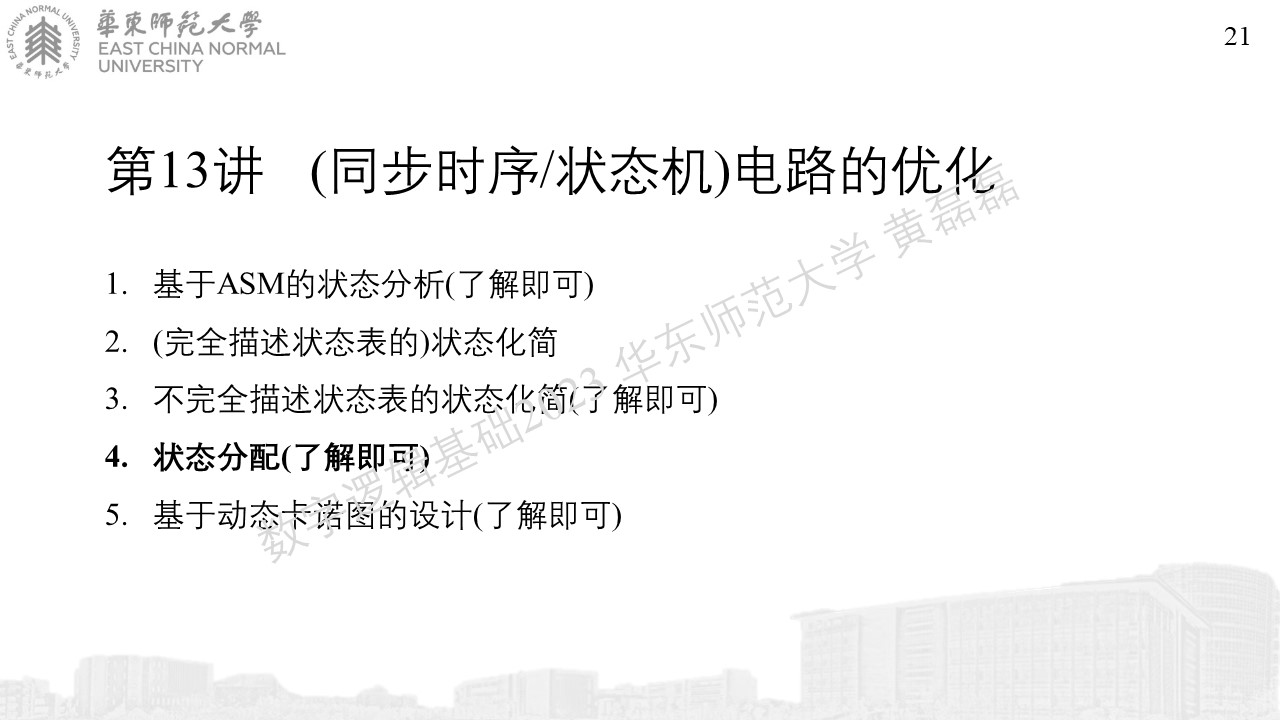 華東師範大學
EAST CHINA NORMAL
UNIVERSITY
EAST CHINA NORMAL UNIVERSITY
華東师范大学
21
第13讲 (同步时序/状态机)电路的优化
1. 基于ASM的状态分析(了解即可)
2. (完全描述状态表的)状态化简
3. 不完全描述状态表的状态化简(了解即可)
4. 状态分配(了解即可)
5. 基于动态卡诺图的设计(了解即可)
数字逻辑基础2023 华东师范大学 黄磊磊